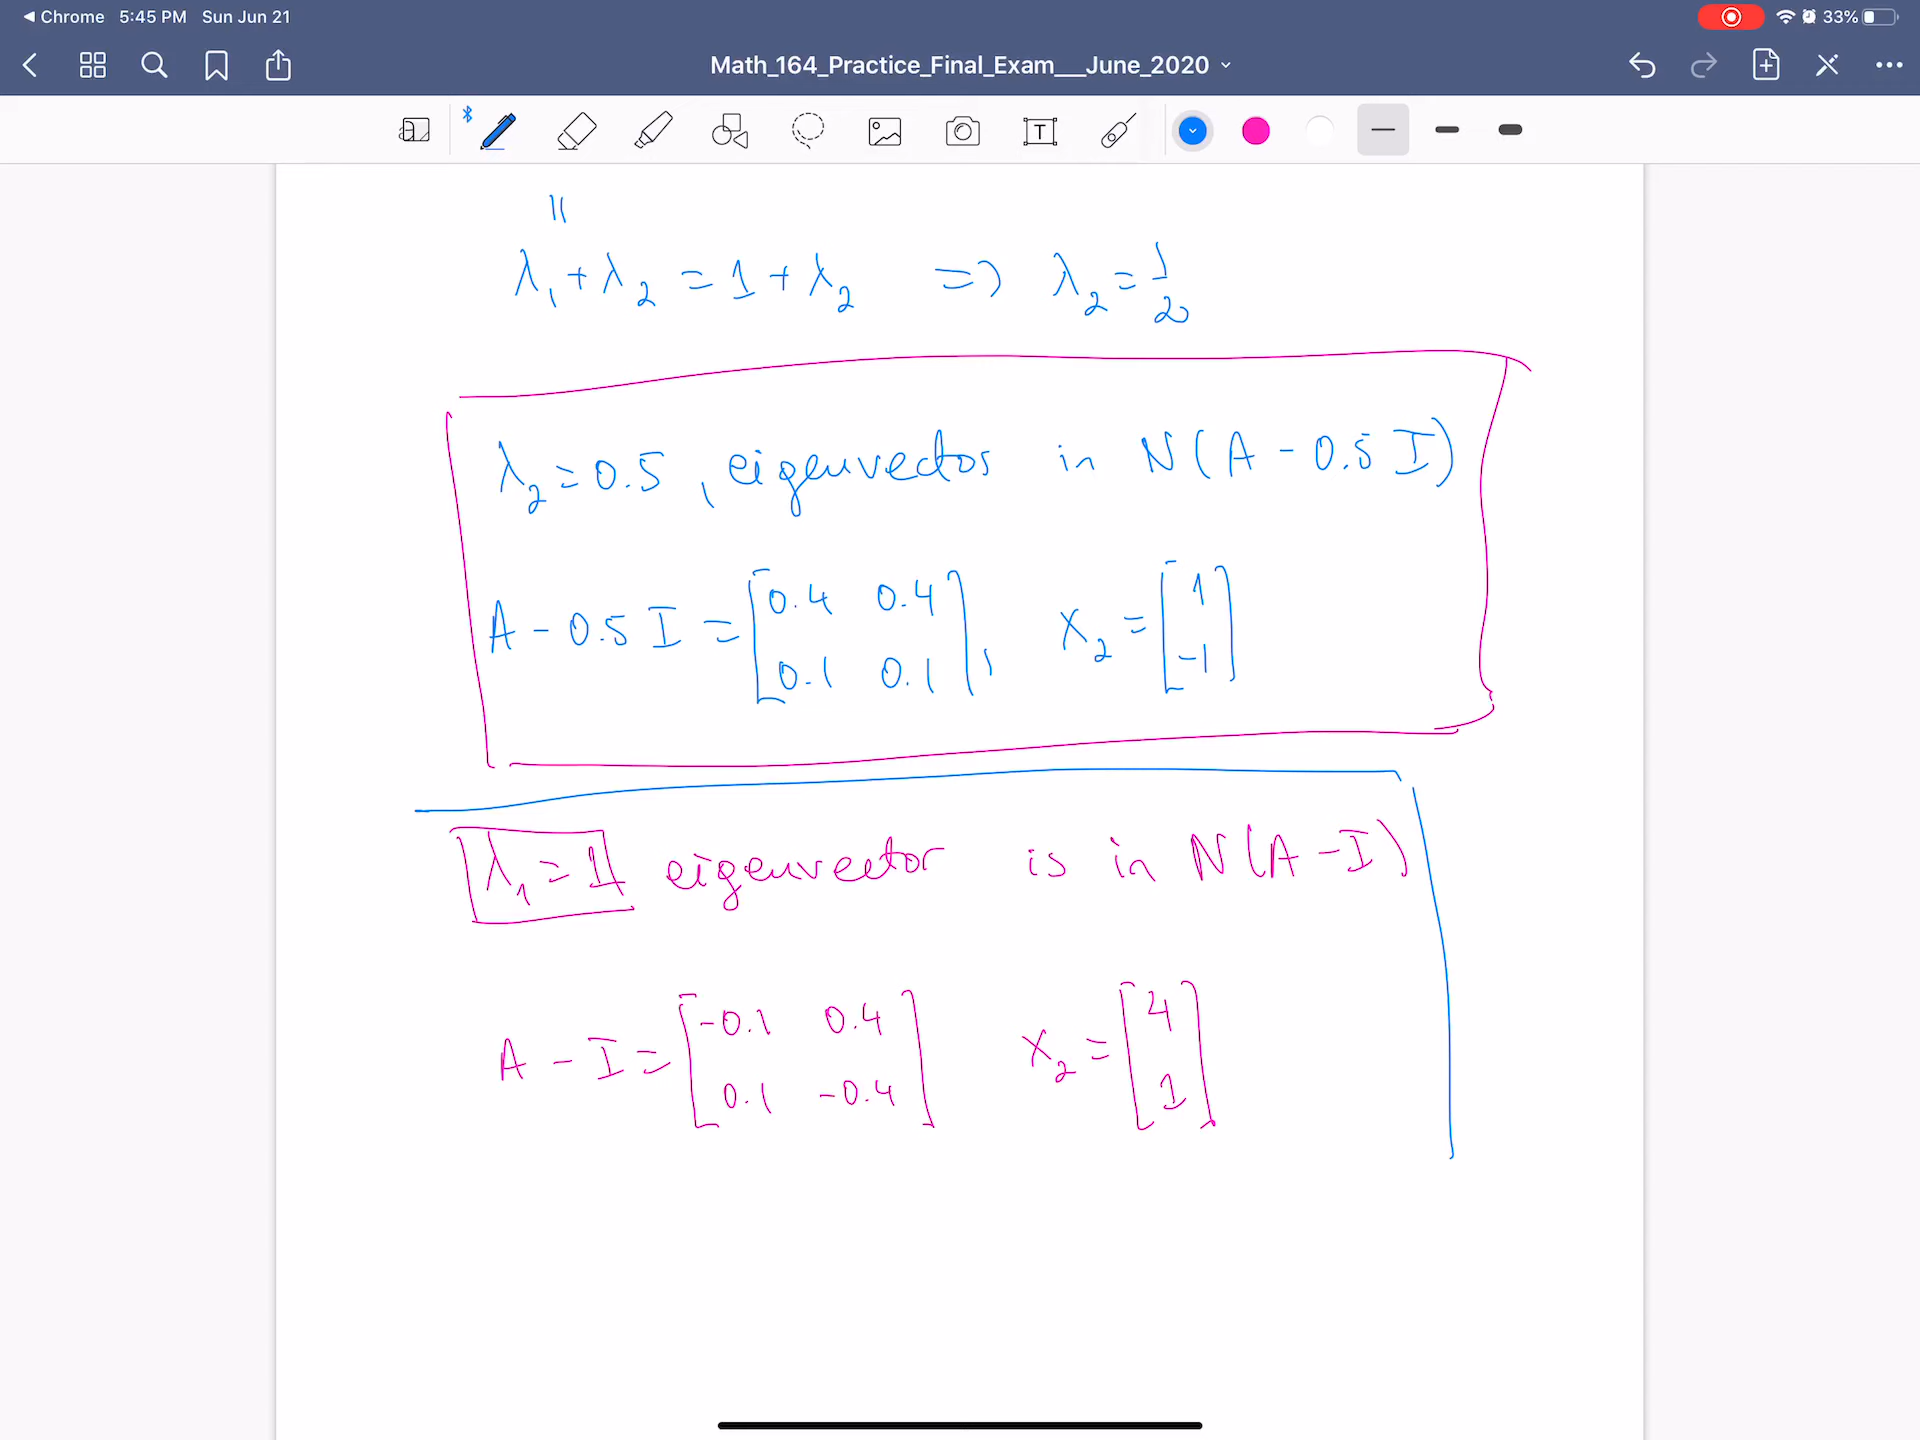 Chrome 5:45 PM Sun Jun 21 33%
Math_164_Practice_Final_Exam___June_2020
||
λ₁ + λ₂ = 1 + λ₂ => λ₂ = 1/2
λ₂ = 0.5, eigenvectos in N(A - 0.5 I)
A - 0.5 I = [0.4 0.4
0.1 0.1], x₂ = [1
-1]
λ₁ = 1 eigenvector is in N(A - I)
A - I = [-0.1 0.4
0.1 -0.4] x₂ = [4
1]